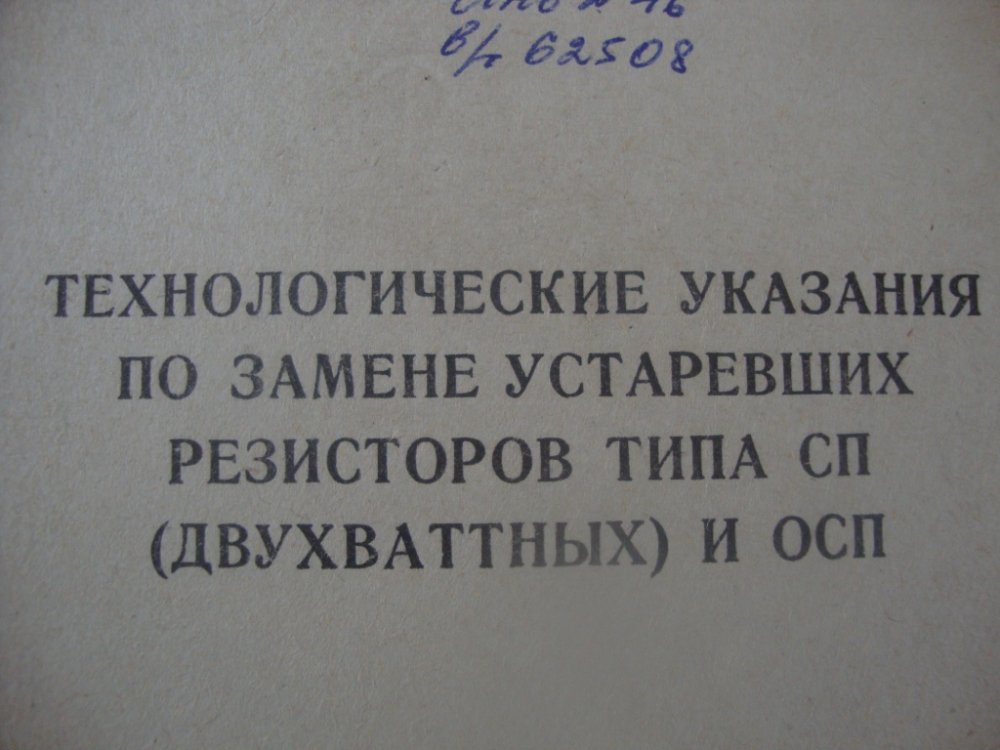 в/ч 62508
ТЕХНОЛОГИЧЕСКИЕ УКАЗАНИЯ
ПО ЗАМЕНЕ УСТАРЕВШИХ
РЕЗИСТОРОВ ТИПА СП
(ДВУХВАТТНЫХ) И ОСП